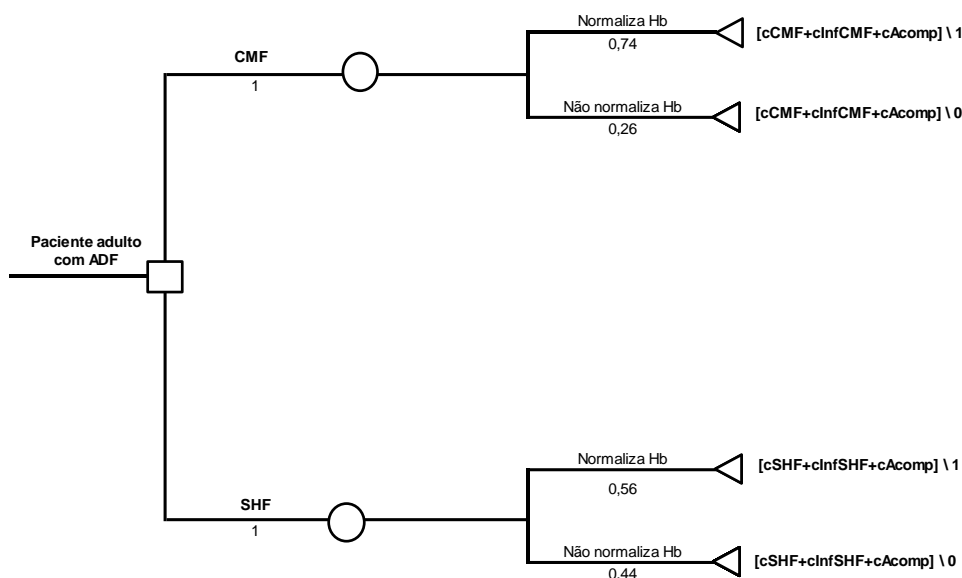 Normaliza Hb
0,74
[cCMF+cInfCMF+cAcomp] \ 1
CMF
1
Não normaliza Hb
0,26
[cCMF+cInfCMF+cAcomp] \ 0
Paciente adulto
com ADF
Normaliza Hb
0,56
[cSHF+cInfSHF+cAcomp] \ 1
SHF
1
Não normaliza Hb
0,44
[cSHF+cInfSHF+cAcomp] \ 0